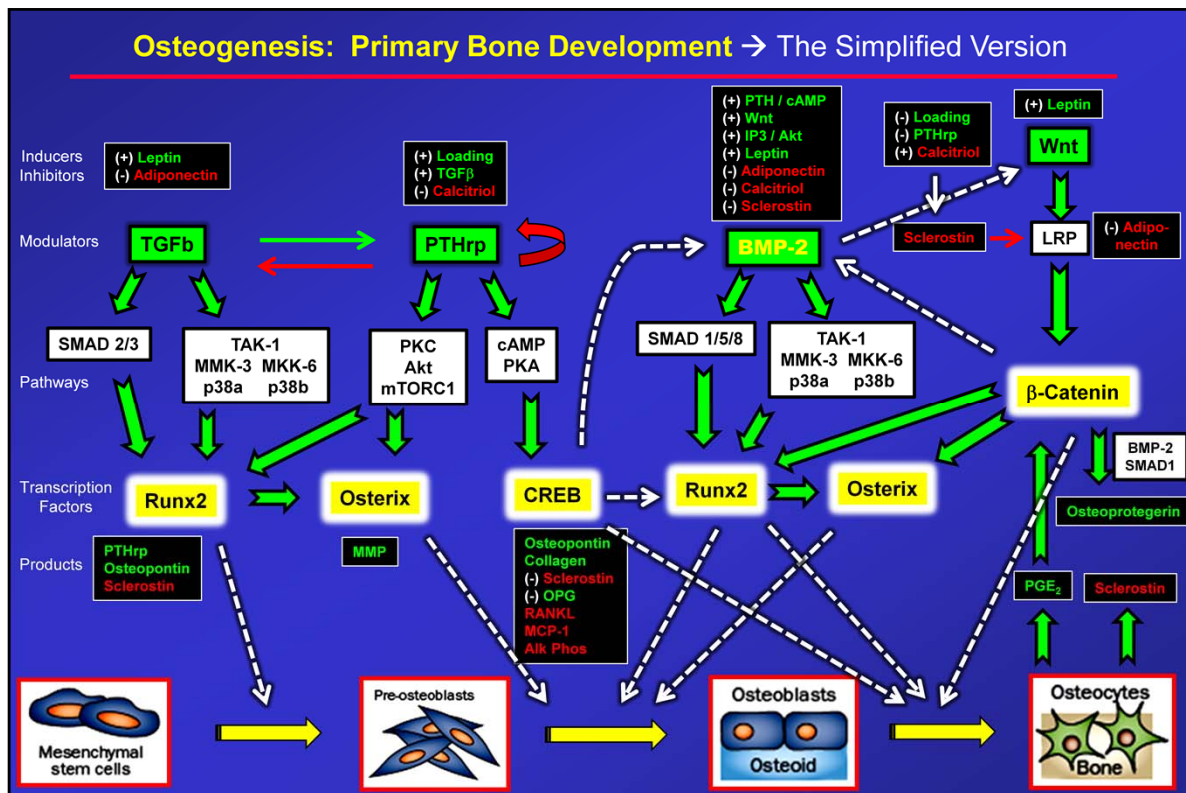 Osteogenesis: Primary Bone Development → The Simplified Version
Inducers
Inhibitors
(+) Leptin
(-) Adiponectin
(+) Loading
(+) TGFβ
(-) Calcitriol
(+) PTH / cAMP
(+) Wnt
(+) IP3 / Akt
(+) Leptin
(-) Adiponectin
(-) Calcitriol
(-) Sclerostin
(-) Loading
(-) PTHrp
(+) Calcitriol
(+) Leptin
Wnt
Modulators
TGFb
PTHrp
BMP-2
Sclerostin
LRP
(-) Adipo-
nectin
Pathways
SMAD 2/3
TAK-1
MMK-3 MKK-6
p38a p38b
PKC
Akt
mTORC1
cAMP
PKA
SMAD 1/5/8
TAK-1
MMK-3 MKK-6
p38a p38b
β-Catenin
BMP-2
SMAD1
Transcription
Factors
Runx2
Osterix
CREB
Runx2
Osterix
Osteoprotegerin
Products
PTHrp
Osteopontin
Sclerostin
MMP
Osteopontin
Collagen
(-) Sclerostin
(-) OPG
RANKL
MCP-1
Alk Phos
PGE2
Sclerostin
Mesenchymal
stem cells
Pre-osteoblasts
Osteoblasts
Osteoid
Osteocytes
Bone